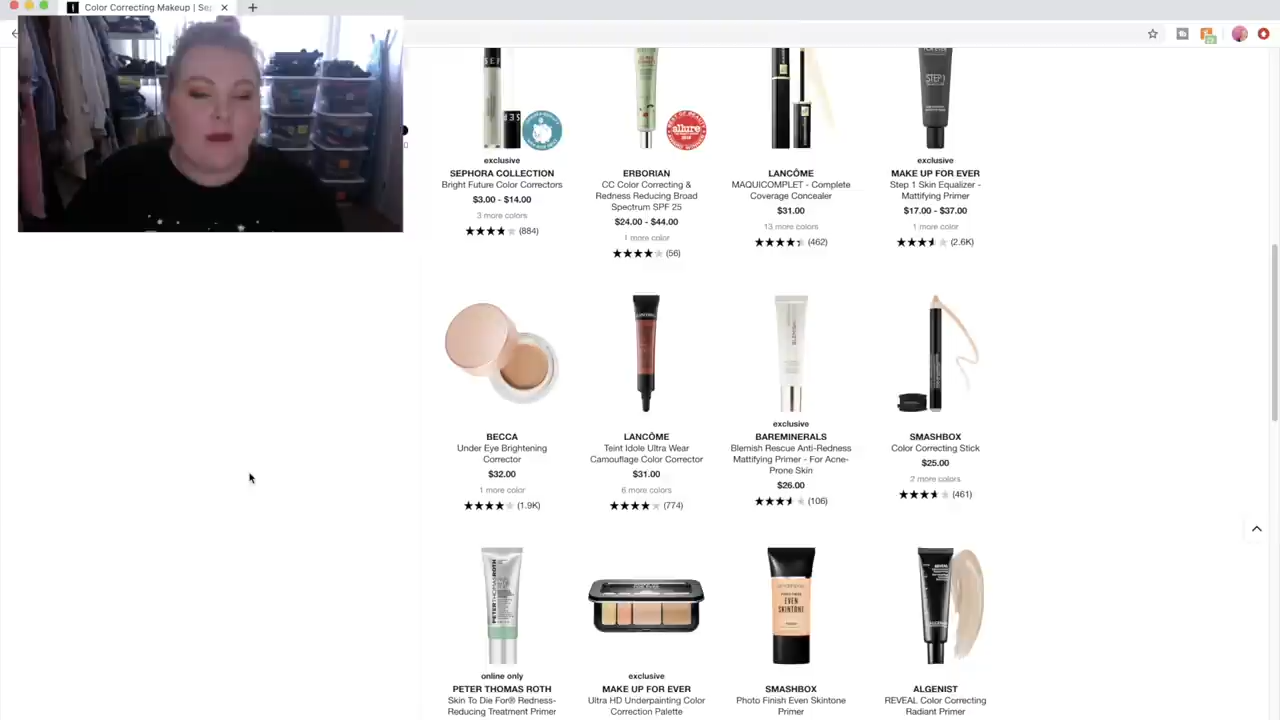 Color Correcting Makeup | Se
exclusive
SEPHORA COLLECTION
Bright Future Color Correctors
$3.00 - $14.00
3 more colors
(884)
allure
ERBORIAN
CC Color Correcting &
Redness Reducing Broad
Spectrum SPF 25
$24.00 - $44.00
1 more color
(56)
LANCÔME
MAQUICOMPLET - Complete
Coverage Concealer
$31.00
13 more colors
(462)
STEP 1
exclusive
MAKE UP FOR EVER
Step 1 Skin Equalizer -
Mattifying Primer
$17.00 - $37.00
1 more color
(2.6K)
BECCA
Under Eye Brightening
Corrector
$32.00
1 more color
(1.9K)
LANCÔME
Teint Idole Ultra Wear
Camouflage Color Corrector
$31.00
6 more colors
(774)
exclusive
BAREMINERALS
Blemish Rescue Anti-Redness
Mattifying Primer - For Acne-
Prone Skin
$26.00
(106)
SMASHBOX
Color Correcting Stick
$25.00
2 more colors
(461)
PETER THOMAS ROTH
online only
PETER THOMAS ROTH
Skin To Die For® Redness-
Reducing Treatment Primer
exclusive
MAKE UP FOR EVER
Ultra HD Underpainting Color
Correction Palette
EVEN
SKINTONE
SMASHBOX
Photo Finish Even Skintone
Primer
ALGENIST
REVEAL Color Correcting
Radiant Primer